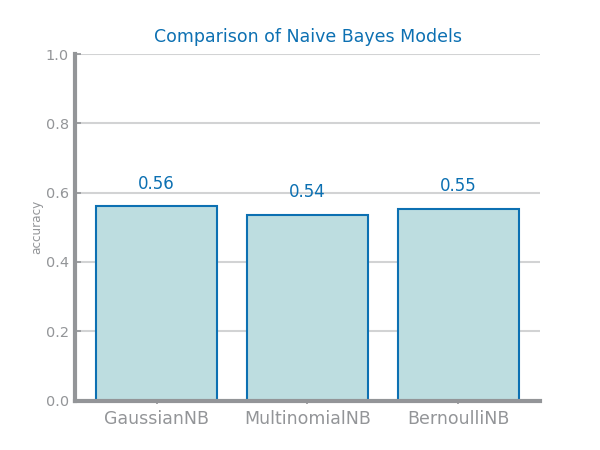 Comparison of Naive Bayes Models
1.0
0.8
0.6
0.4
0.2
0.0
accuracy
0.56
0.54
0.55
GaussianNB
MultinomialNB
BernoulliNB